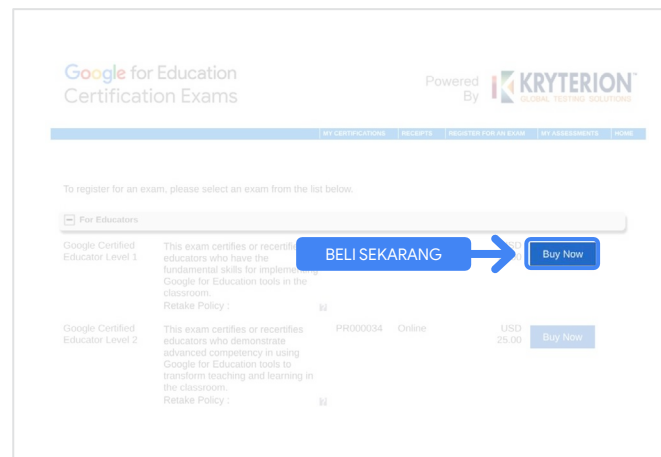 Google for Education
Certification Exams
Powered
By
KRYTERION
GLOBAL TESTING SOLUTIONS
MY CERTIFICATIONS RECEIPTS REGISTER FOR AN EXAM MY ASSESSMENTS HOME
To register for an exam, please select an exam from the list below.
For Educators
Google Certified
Educator Level 1
This exam certifies or recertifies
educators who have the
fundamental skills for implementing
Google for Education tools in the
classroom.
Retake Policy :
BELI SEKARANG
Buy Now
Google Certified
Educator Level 2
This exam certifies or recertifies
educators who demonstrate
advanced competency in using
Google for Education tools to
transform teaching and learning in
the classroom.
Retake Policy :
PR000034 Online USD
25.00
Buy Now